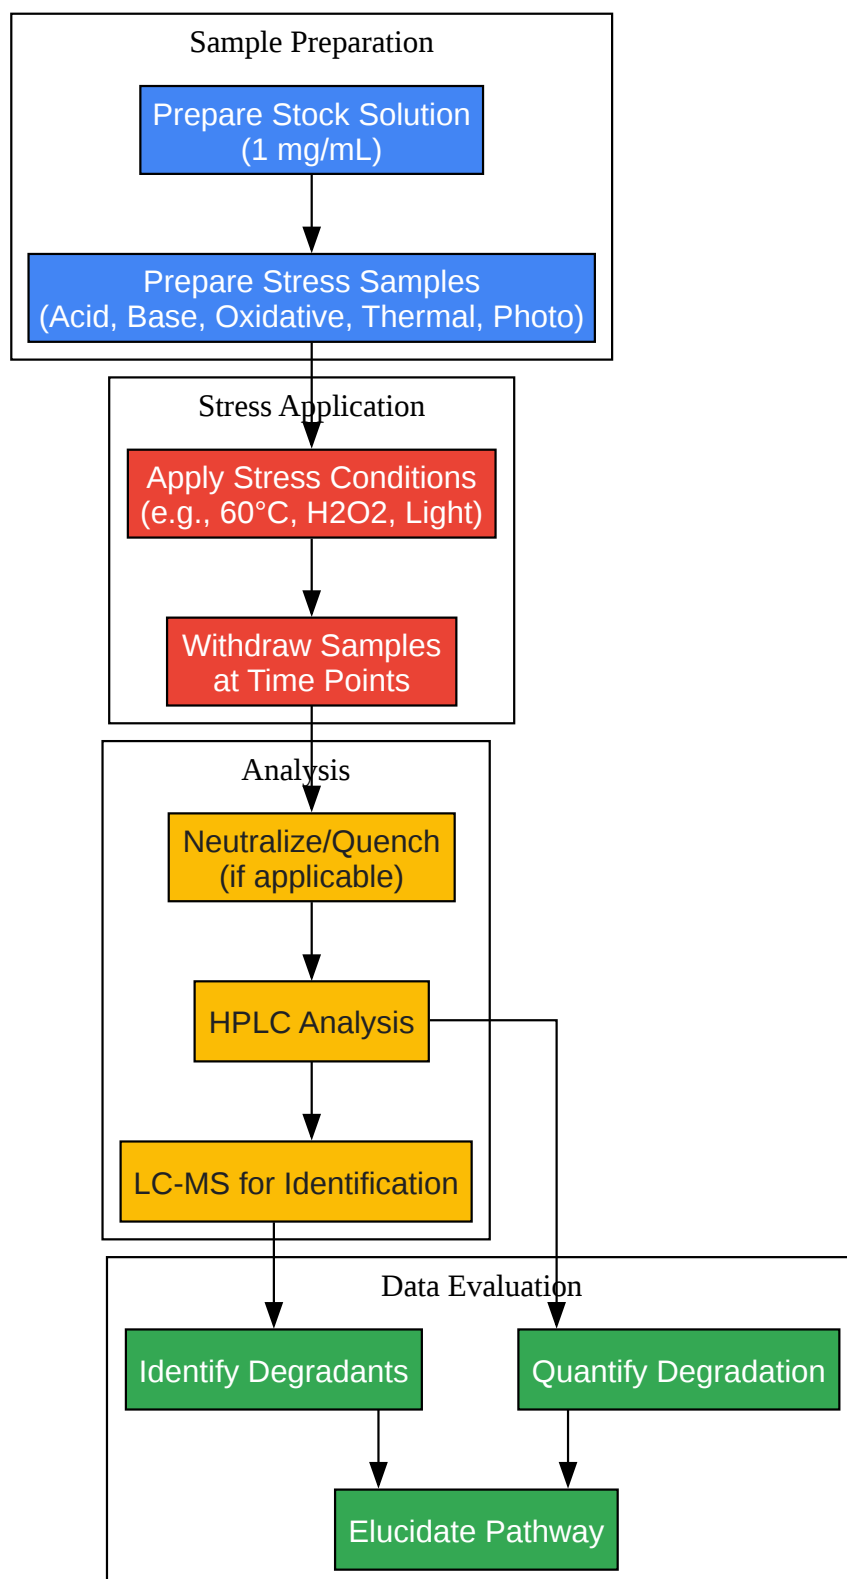 Sample Preparation
Prepare Stock Solution
(1 mg/mL)
Prepare Stress Samples
(Acid, Base, Oxidative, Thermal, Photo)
Stress Application
Apply Stress Conditions
(e.g., 60°C, H2O2, Light)
Withdraw Samples
at Time Points
Analysis
Neutralize/Quench
(if applicable)
HPLC Analysis
LC-MS for Identification
Data Evaluation
Identify Degradants
Quantify Degradation
Elucidate Pathway